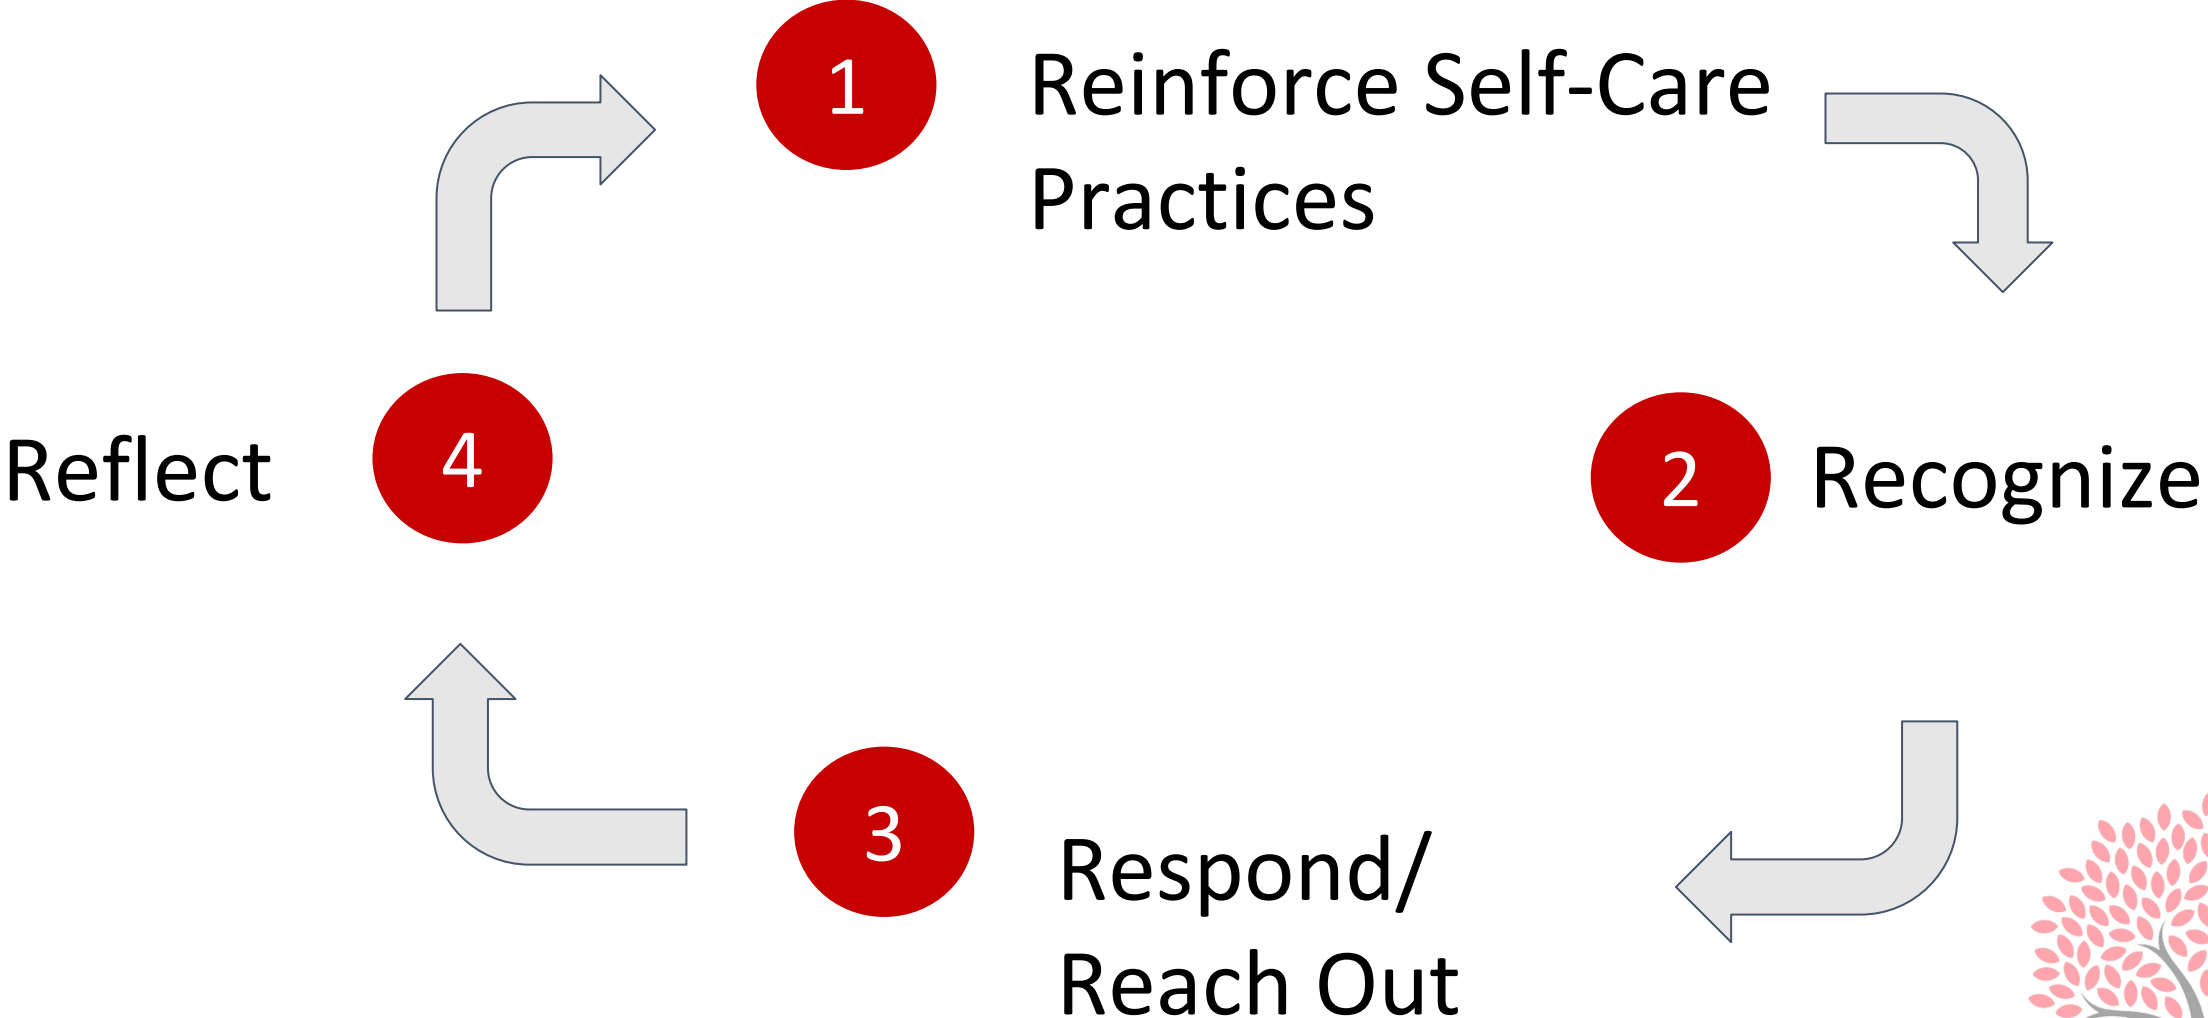 1
Reinforce Self-Care
Practices
2
Recognize
3
Respond/
Reach Out
4
Reflect